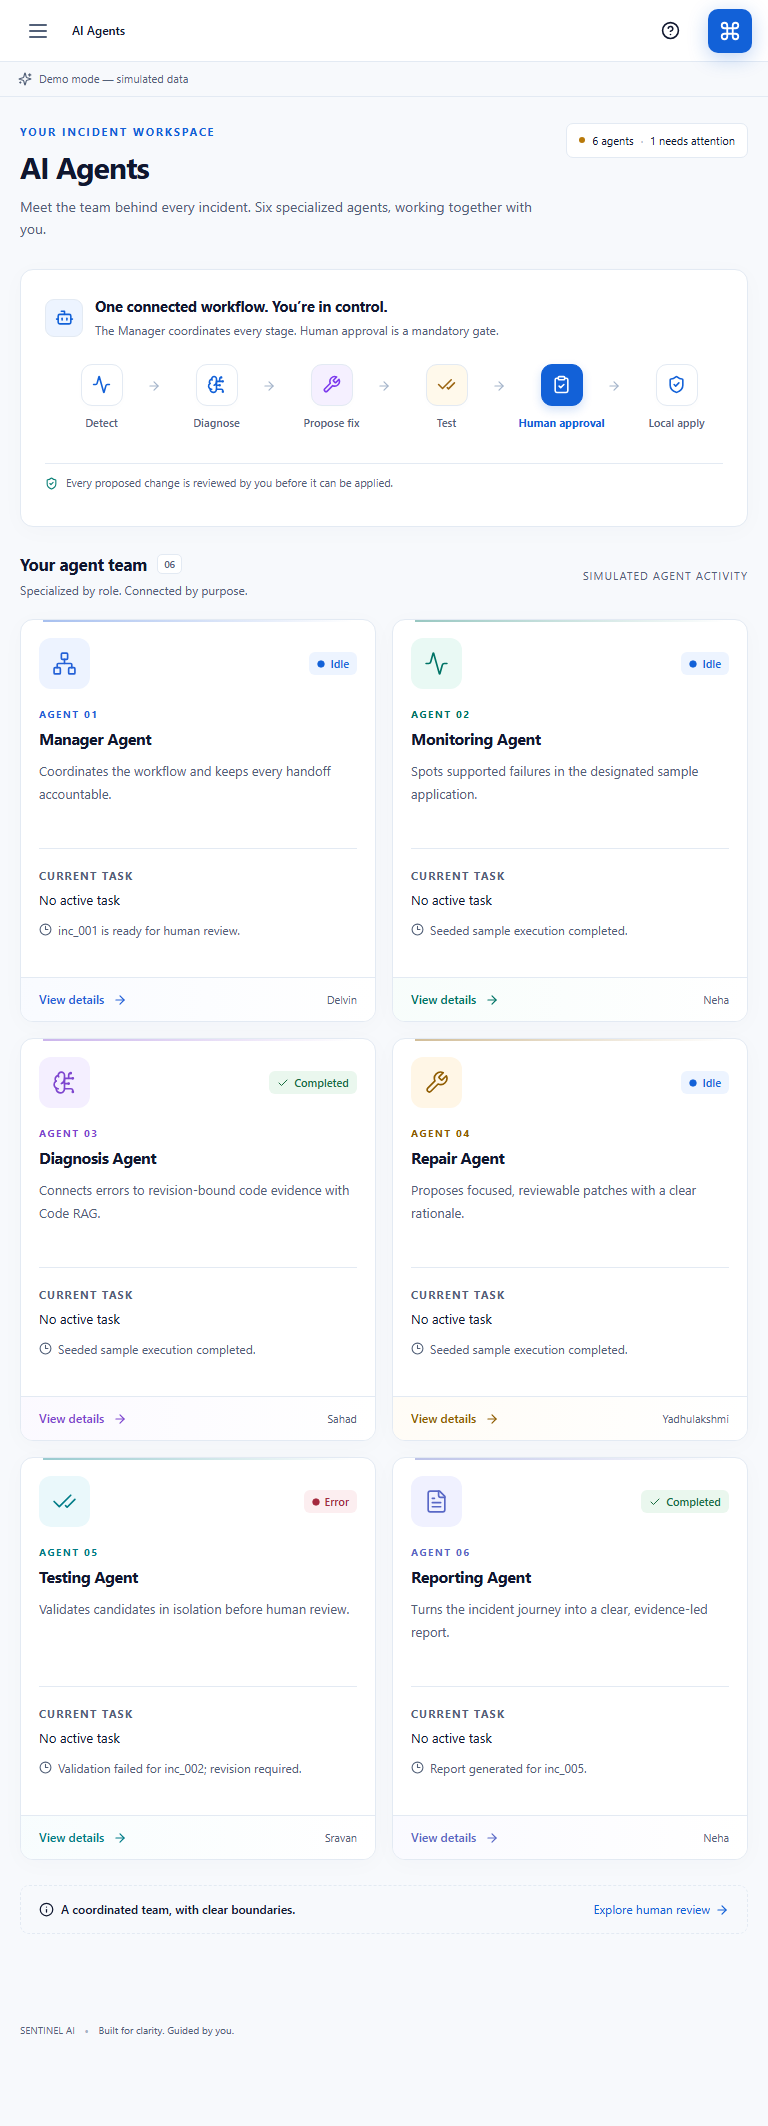 AI Agents
Demo mode — simulated data
YOUR INCIDENT WORKSPACE
6 agents · 1 needs attention
AI Agents
Meet the team behind every incident. Six specialized agents, working together with
you.
One connected workflow. You're in control.
The Manager coordinates every stage. Human approval is a mandatory gate.
Detect
Diagnose
Propose fix
Test
Human approval
Local apply
Every proposed change is reviewed by you before it can be applied.
Your agent team 06
Specialized by role. Connected by purpose.
SIMULATED AGENT ACTIVITY
Idle
AGENT 01
Manager Agent
Coordinates the workflow and keeps every handoff
accountable.
CURRENT TASK
No active task
inc_001 is ready for human review.
View details
Delvin
Idle
AGENT 02
Monitoring Agent
Spots supported failures in the designated sample
application.
CURRENT TASK
No active task
Seeded sample execution completed.
View details
Neha
Completed
AGENT 03
Diagnosis Agent
Connects errors to revision-bound code evidence with
Code RAG.
CURRENT TASK
No active task
Seeded sample execution completed.
View details
Sahad
Idle
AGENT 04
Repair Agent
Proposes focused, reviewable patches with a clear
rationale.
CURRENT TASK
No active task
Seeded sample execution completed.
View details
Yadhulakshmi
Error
AGENT 05
Testing Agent
Validates candidates in isolation before human review.
CURRENT TASK
No active task
Validation failed for inc_002; revision required.
View details
Sravan
Completed
AGENT 06
Reporting Agent
Turns the incident journey into a clear, evidence-led
report.
CURRENT TASK
No active task
Report generated for inc_005.
View details
Neha
A coordinated team, with clear boundaries.
Explore human review
SENTINEL AI • Built for clarity. Guided by you.